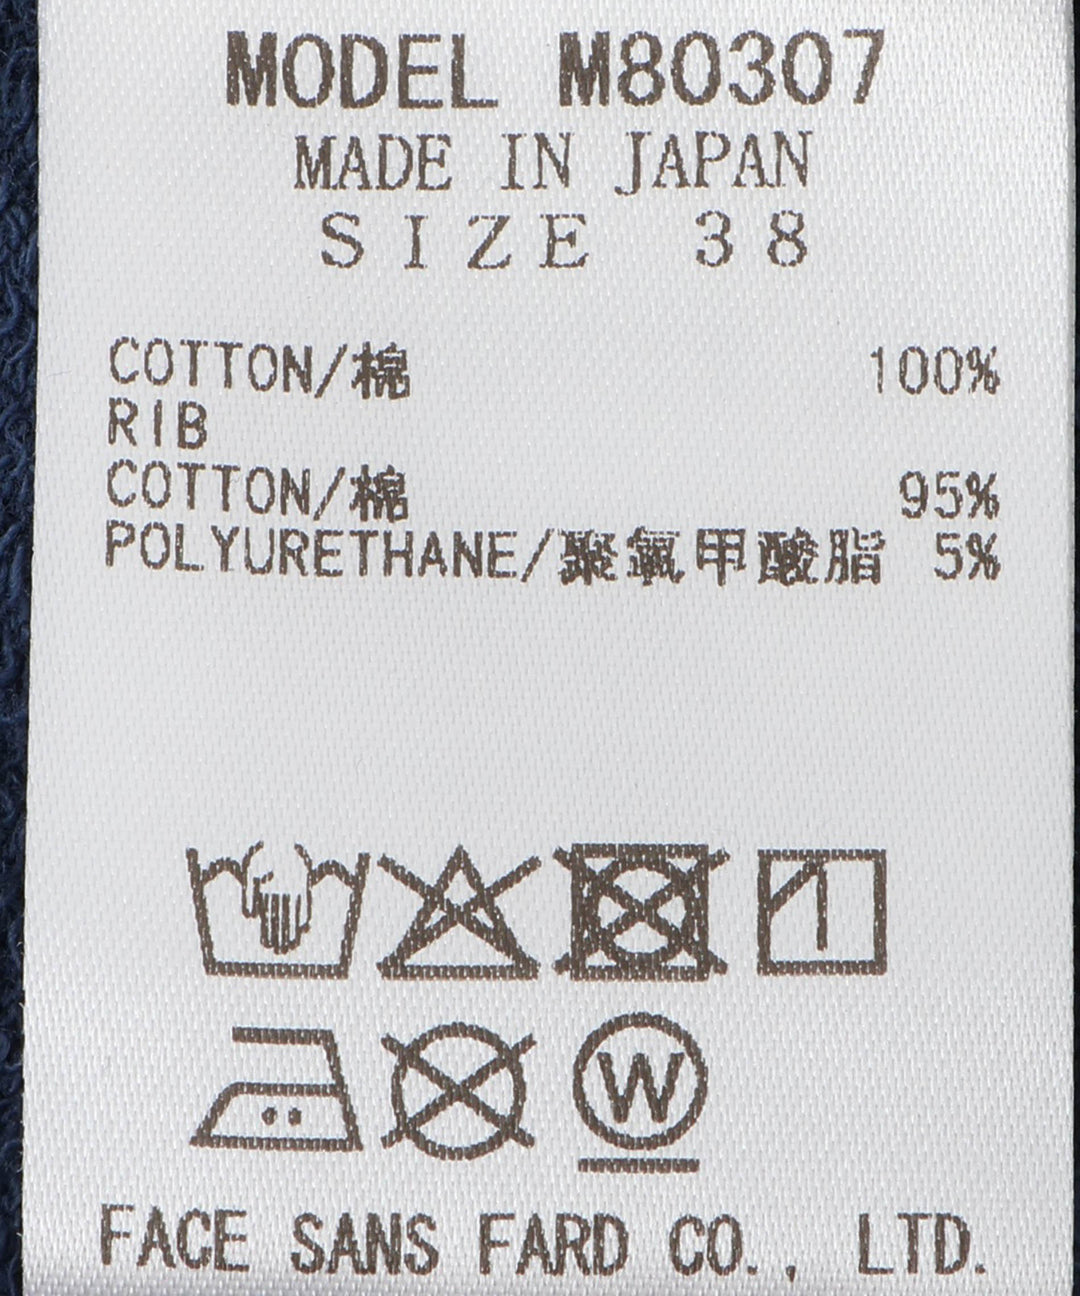 MODEL M80307
MADE IN JAPAN
SIZE 38
COTTON/棉 100%
RIB
COTTON/棉 95%
POLYURETHANE/聚氨甲酸脂 5%
W
FACE SANS FARD CO., LTD.